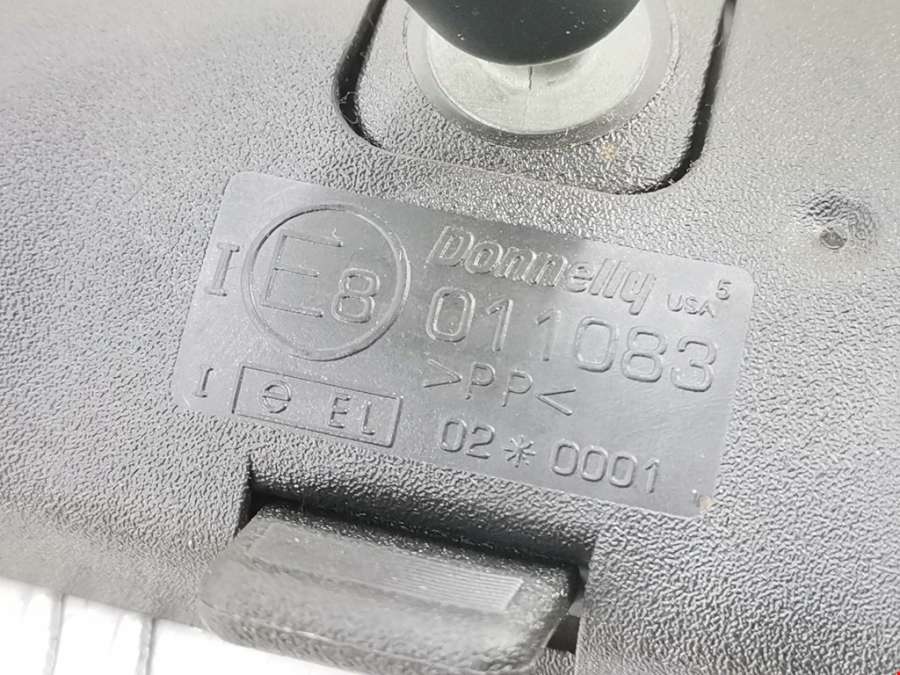 Donnelly USA 5
I E8 011083
>PP<
I e EL 02*0001